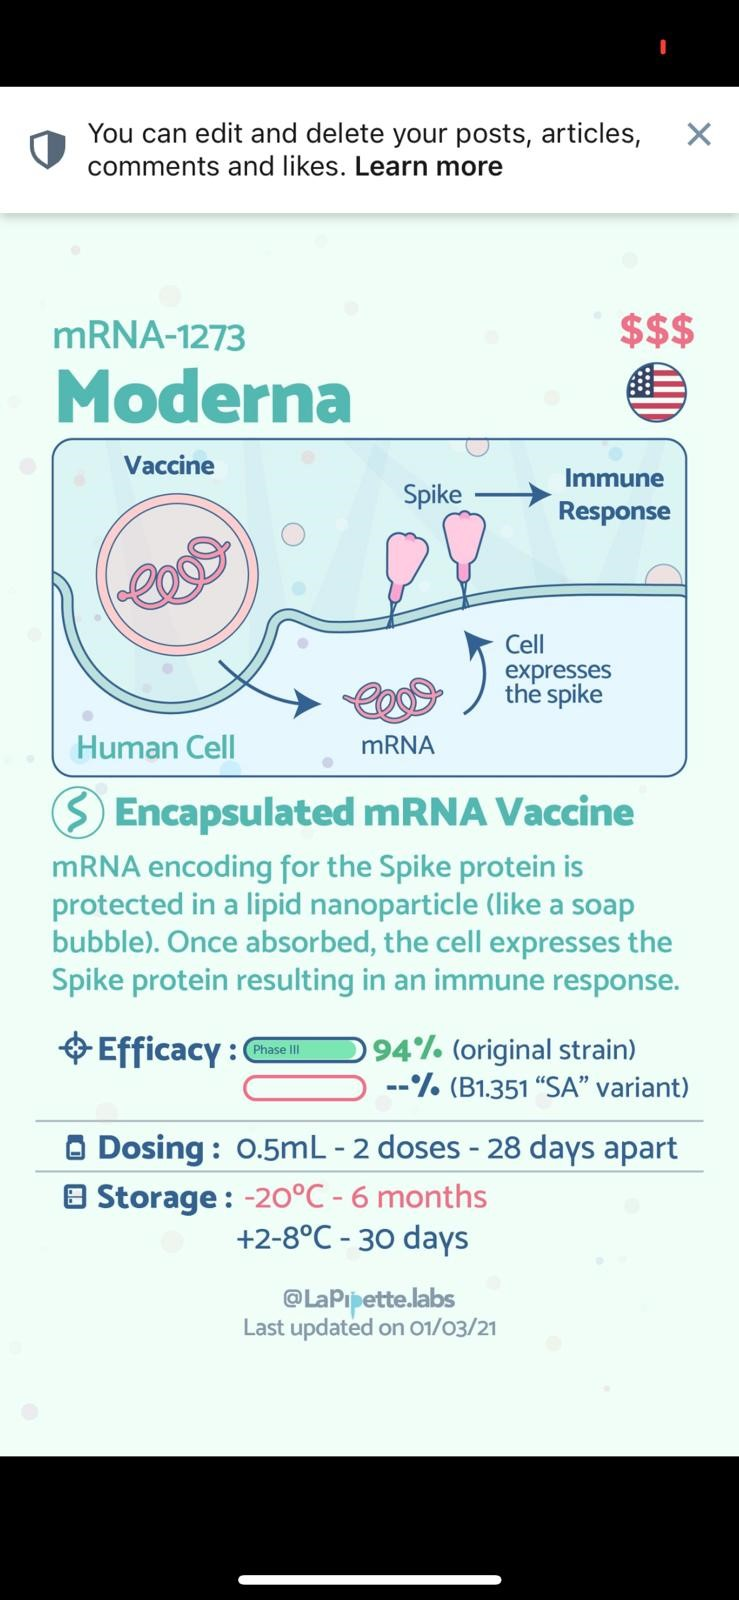 You can edit and delete your posts, articles,
comments and likes. Learn more
mRNA-1273
$$$
Moderna
Vaccine
Spike
Immune
Response
Cell
expresses
the spike
mRNA
Human Cell
Encapsulated mRNA Vaccine
mRNA encoding for the Spike protein is
protected in a lipid nanoparticle (like a soap
bubble). Once absorbed, the cell expresses the
Spike protein resulting in an immune response.
Efficacy : Phase III 94% (original strain)
--% (B1.351 “SA” variant)
Dosing : 0.5mL - 2 doses - 28 days apart
Storage : -20ºC - 6 months
+2-8ºC - 30 days
@LaPipette.labs
Last updated on 01/03/21